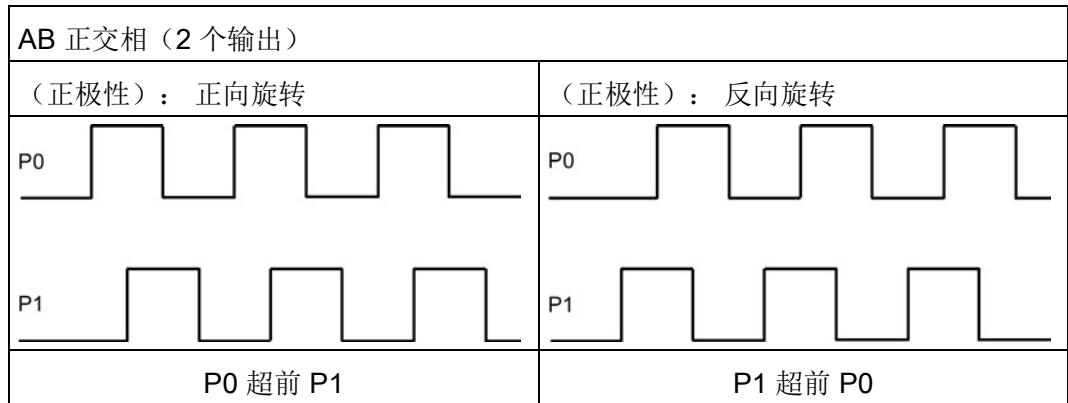 AB 正交相（2 个输出）
（正极性）： 正向旋转
（正极性）： 反向旋转
P0
P0
P1
P1
P0 超前 P1
P1 超前 P0